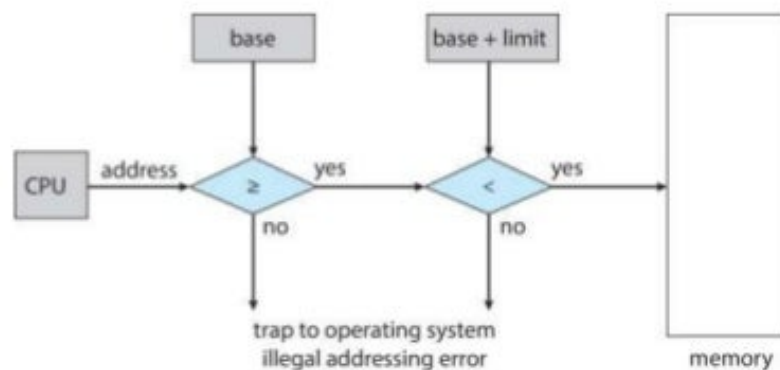 base
base + limit
CPU
address
≥
yes
<
yes
no
no
trap to operating system
illegal addressing error
memory